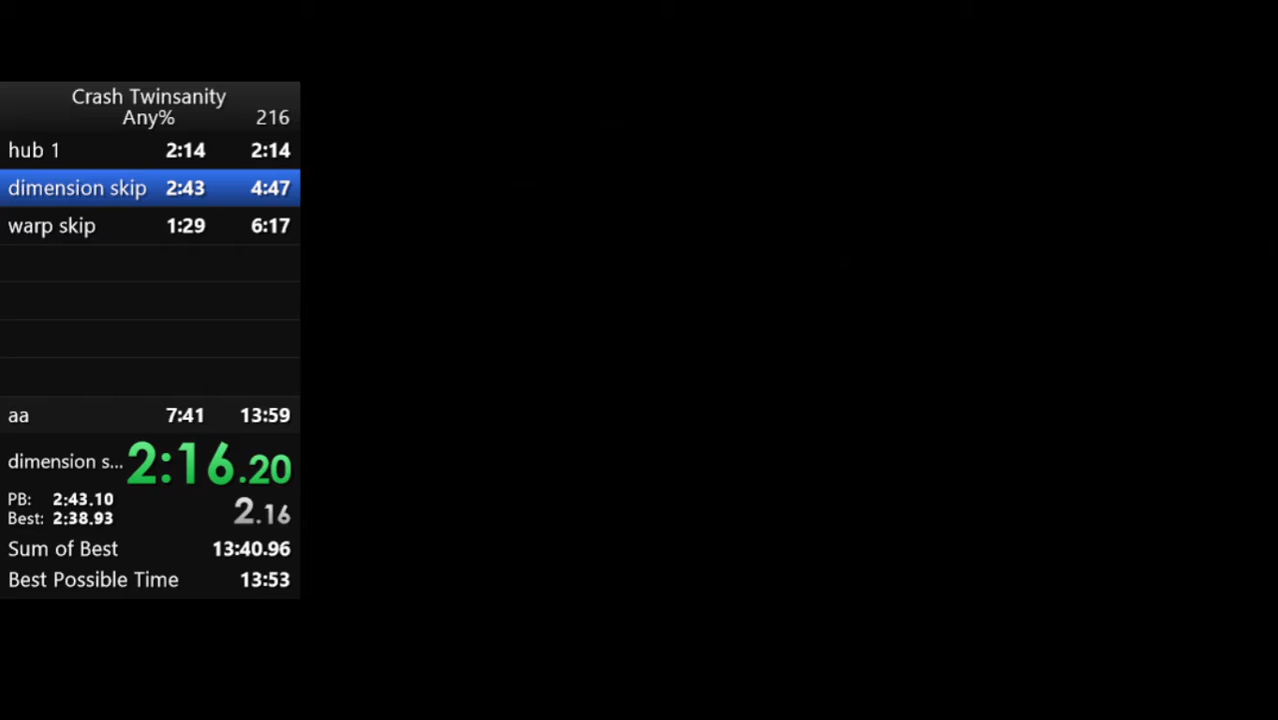 Crash Twinsanity
Any% 216
hub 1 2:14 2:14
dimension skip 2:43 4:47
warp skip 1:29 6:17
aa 7:41 13:59
dimension s... 2:16.20
PB: 2:43.10
Best: 2:38.93 2.16
Sum of Best 13:40.96
Best Possible Time 13:53